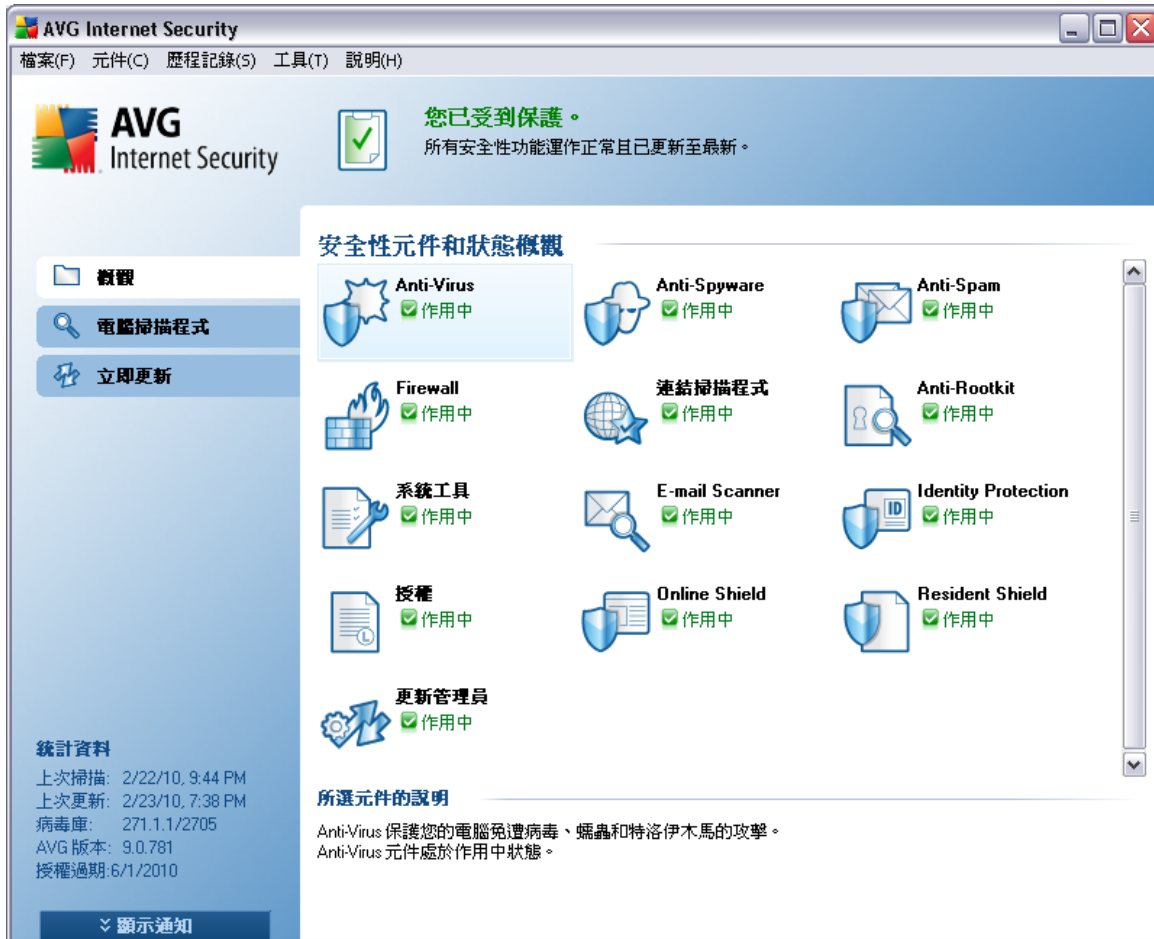 AVG Internet Security
檔案(F) 元件(C) 歷程記錄(S) 工具(T) 說明(H)
AVG
Internet Security
您已受到保護。
所有安全性功能運作正常且已更新至最新。
概觀
電腦掃描程式
立即更新
安全性元件和狀態概觀
Anti-Virus
作用中
Anti-Spyware
作用中
Anti-Spam
作用中
Firewall
作用中
連結掃描程式
作用中
Anti-Rootkit
作用中
系統工具
作用中
E-mail Scanner
作用中
ID
Identity Protection
作用中
L
授權
作用中
Online Shield
作用中
Resident Shield
作用中
更新管理員
作用中
統計資料
上次掃描: 2/22/10, 9:44 PM
上次更新: 2/23/10, 7:38 PM
病毒庫: 271.1.1/2705
AVG 版本: 9.0.781
授權過期:6/1/2010
顯示通知
所選元件的說明
Anti-Virus 保護您的電腦免遭病毒、蠕蟲和特洛伊木馬的攻擊。
Anti-Virus 元件處於作用中狀態。